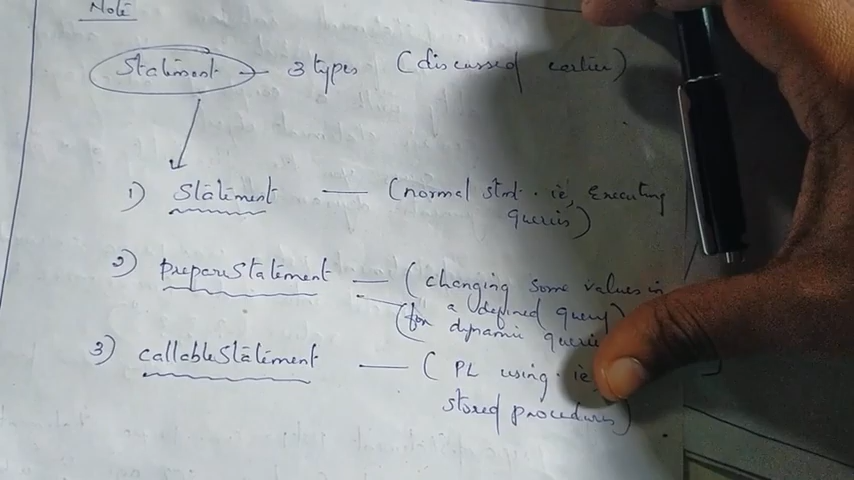 Note
Statement — 3 types (discussed earlier)
1) Statement — (normal stmt. ie, Executing
queries)
2) prepareStatement — (changing some values in
a defined query)
(for dynamic queries
3) callableStatement — ( PL using. ie,
stored procedures)